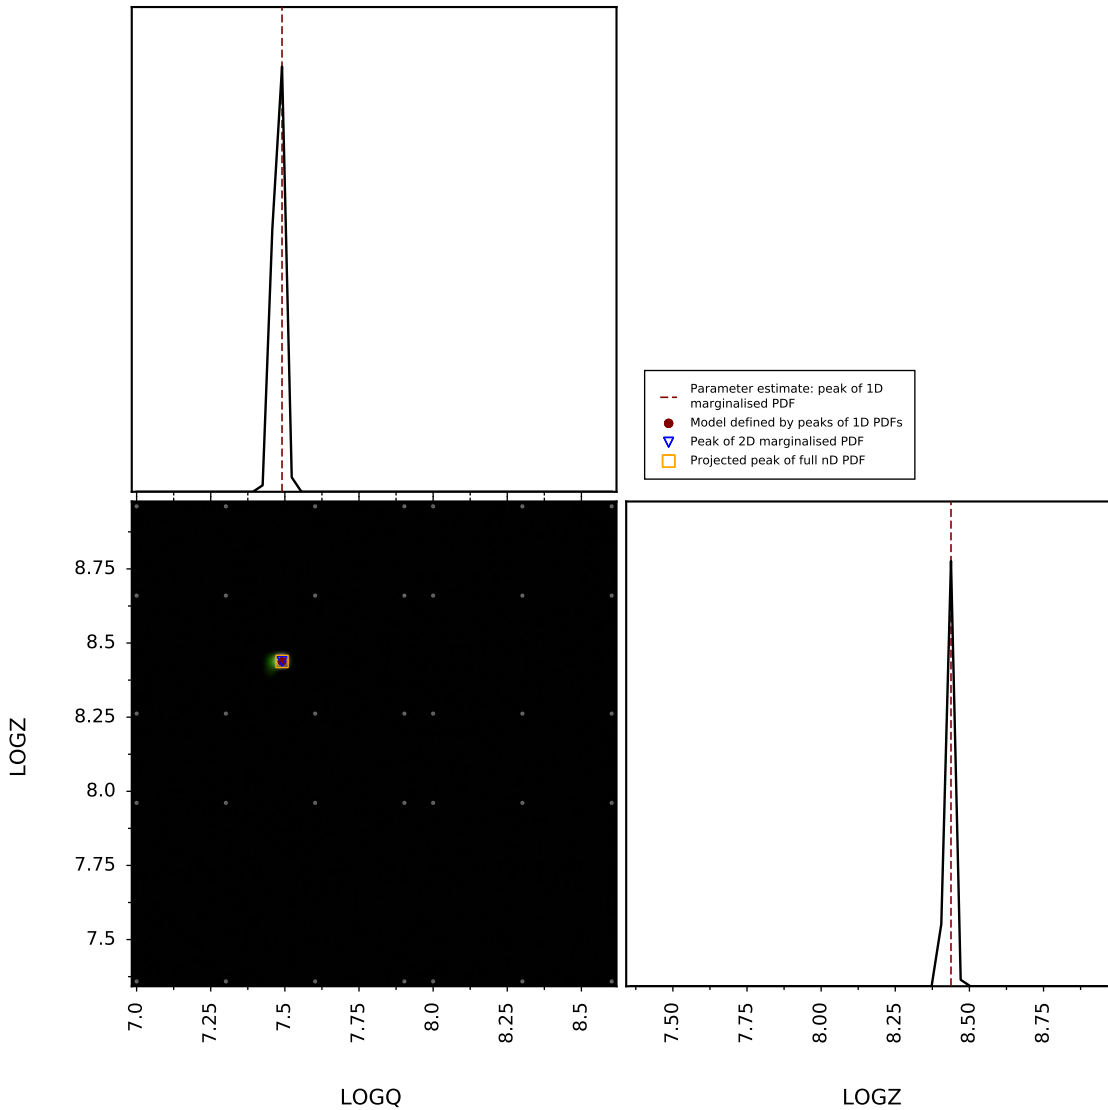 Parameter estimate: peak of 1D
marginalised PDF
Model defined by peaks of 1D PDFs
Peak of 2D marginalised PDF
Projected peak of full nD PDF
8.75
8.5
8.25
8.0
7.75
7.5
LOGZ
7.0
7.25
7.5
7.75
8.0
8.25
8.5
LOGQ
7.50
7.75
8.00
8.25
8.50
8.75
LOGZ